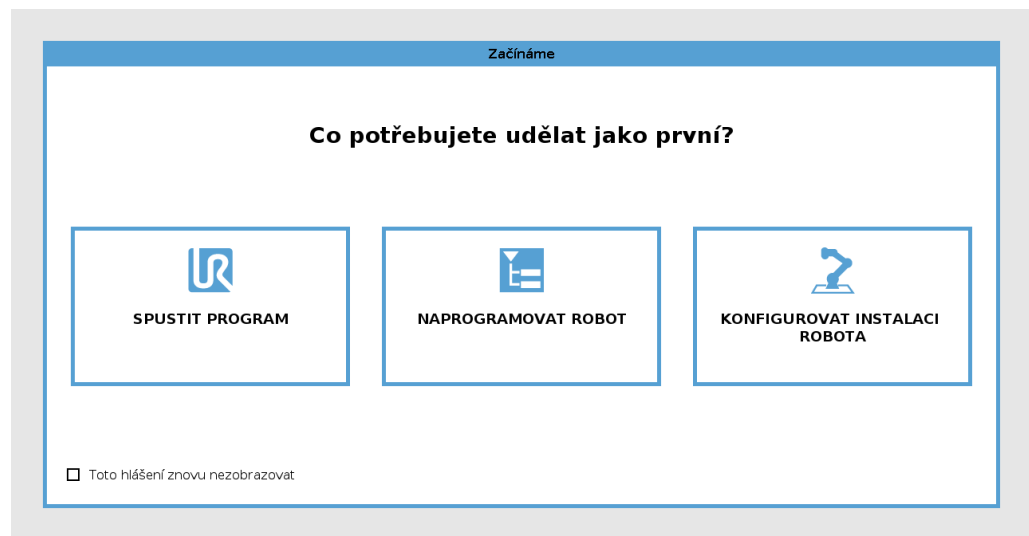 Začínáme
Co potřebujete udělat jako první?
SPUSTIT PROGRAM
NAPROGRAMOVAT ROBOT
KONFIGUROVAT INSTALACI
ROBOTA
Toto hlášení znovu nezobrazovat